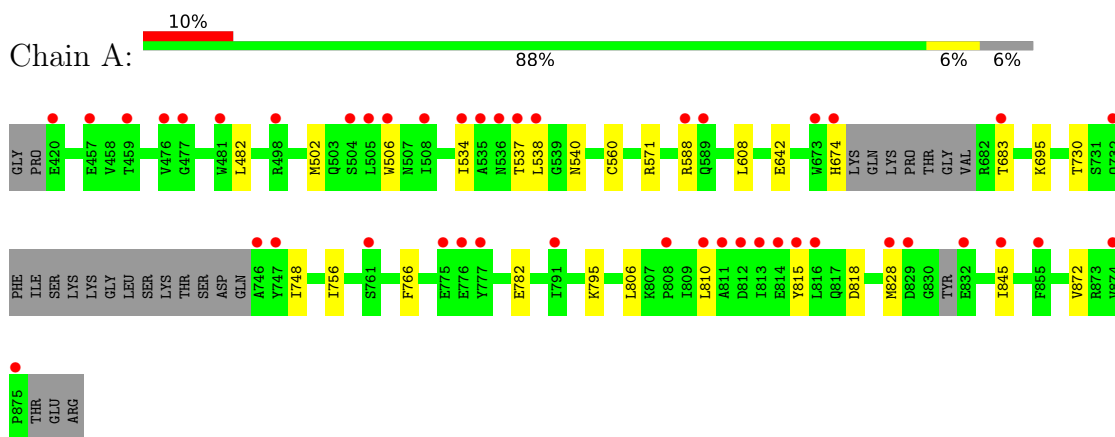 10%
Chain A:
88% 6% 6%
GLY PRO E420 E457 V458 T459 V476 G477 W481 L482 R498 M502 Q503 S504 L505 W506 N507 I508 I534 A535 N536 T537 L538 G539 N540 C560 R571 R588 Q589 L608 E642 W673 H674 LYS GLN LYS PRO THR GLY VAL R682 T683 K695 T730 S731
PHE ILE SER LYS LYS GLY LEU SER LYS THR SER ASP GLN A746 Y747 I748 I756 S761 F766 E775 E776 Y777 E782 I791 K795 L806 K807 P808 I809 L810 A811 D812 I813 E814 Y815 L816 Q817 D818 M828 D829 G830 TYR E832 I845 F855 V872 R873
P875 THR GLU ARG